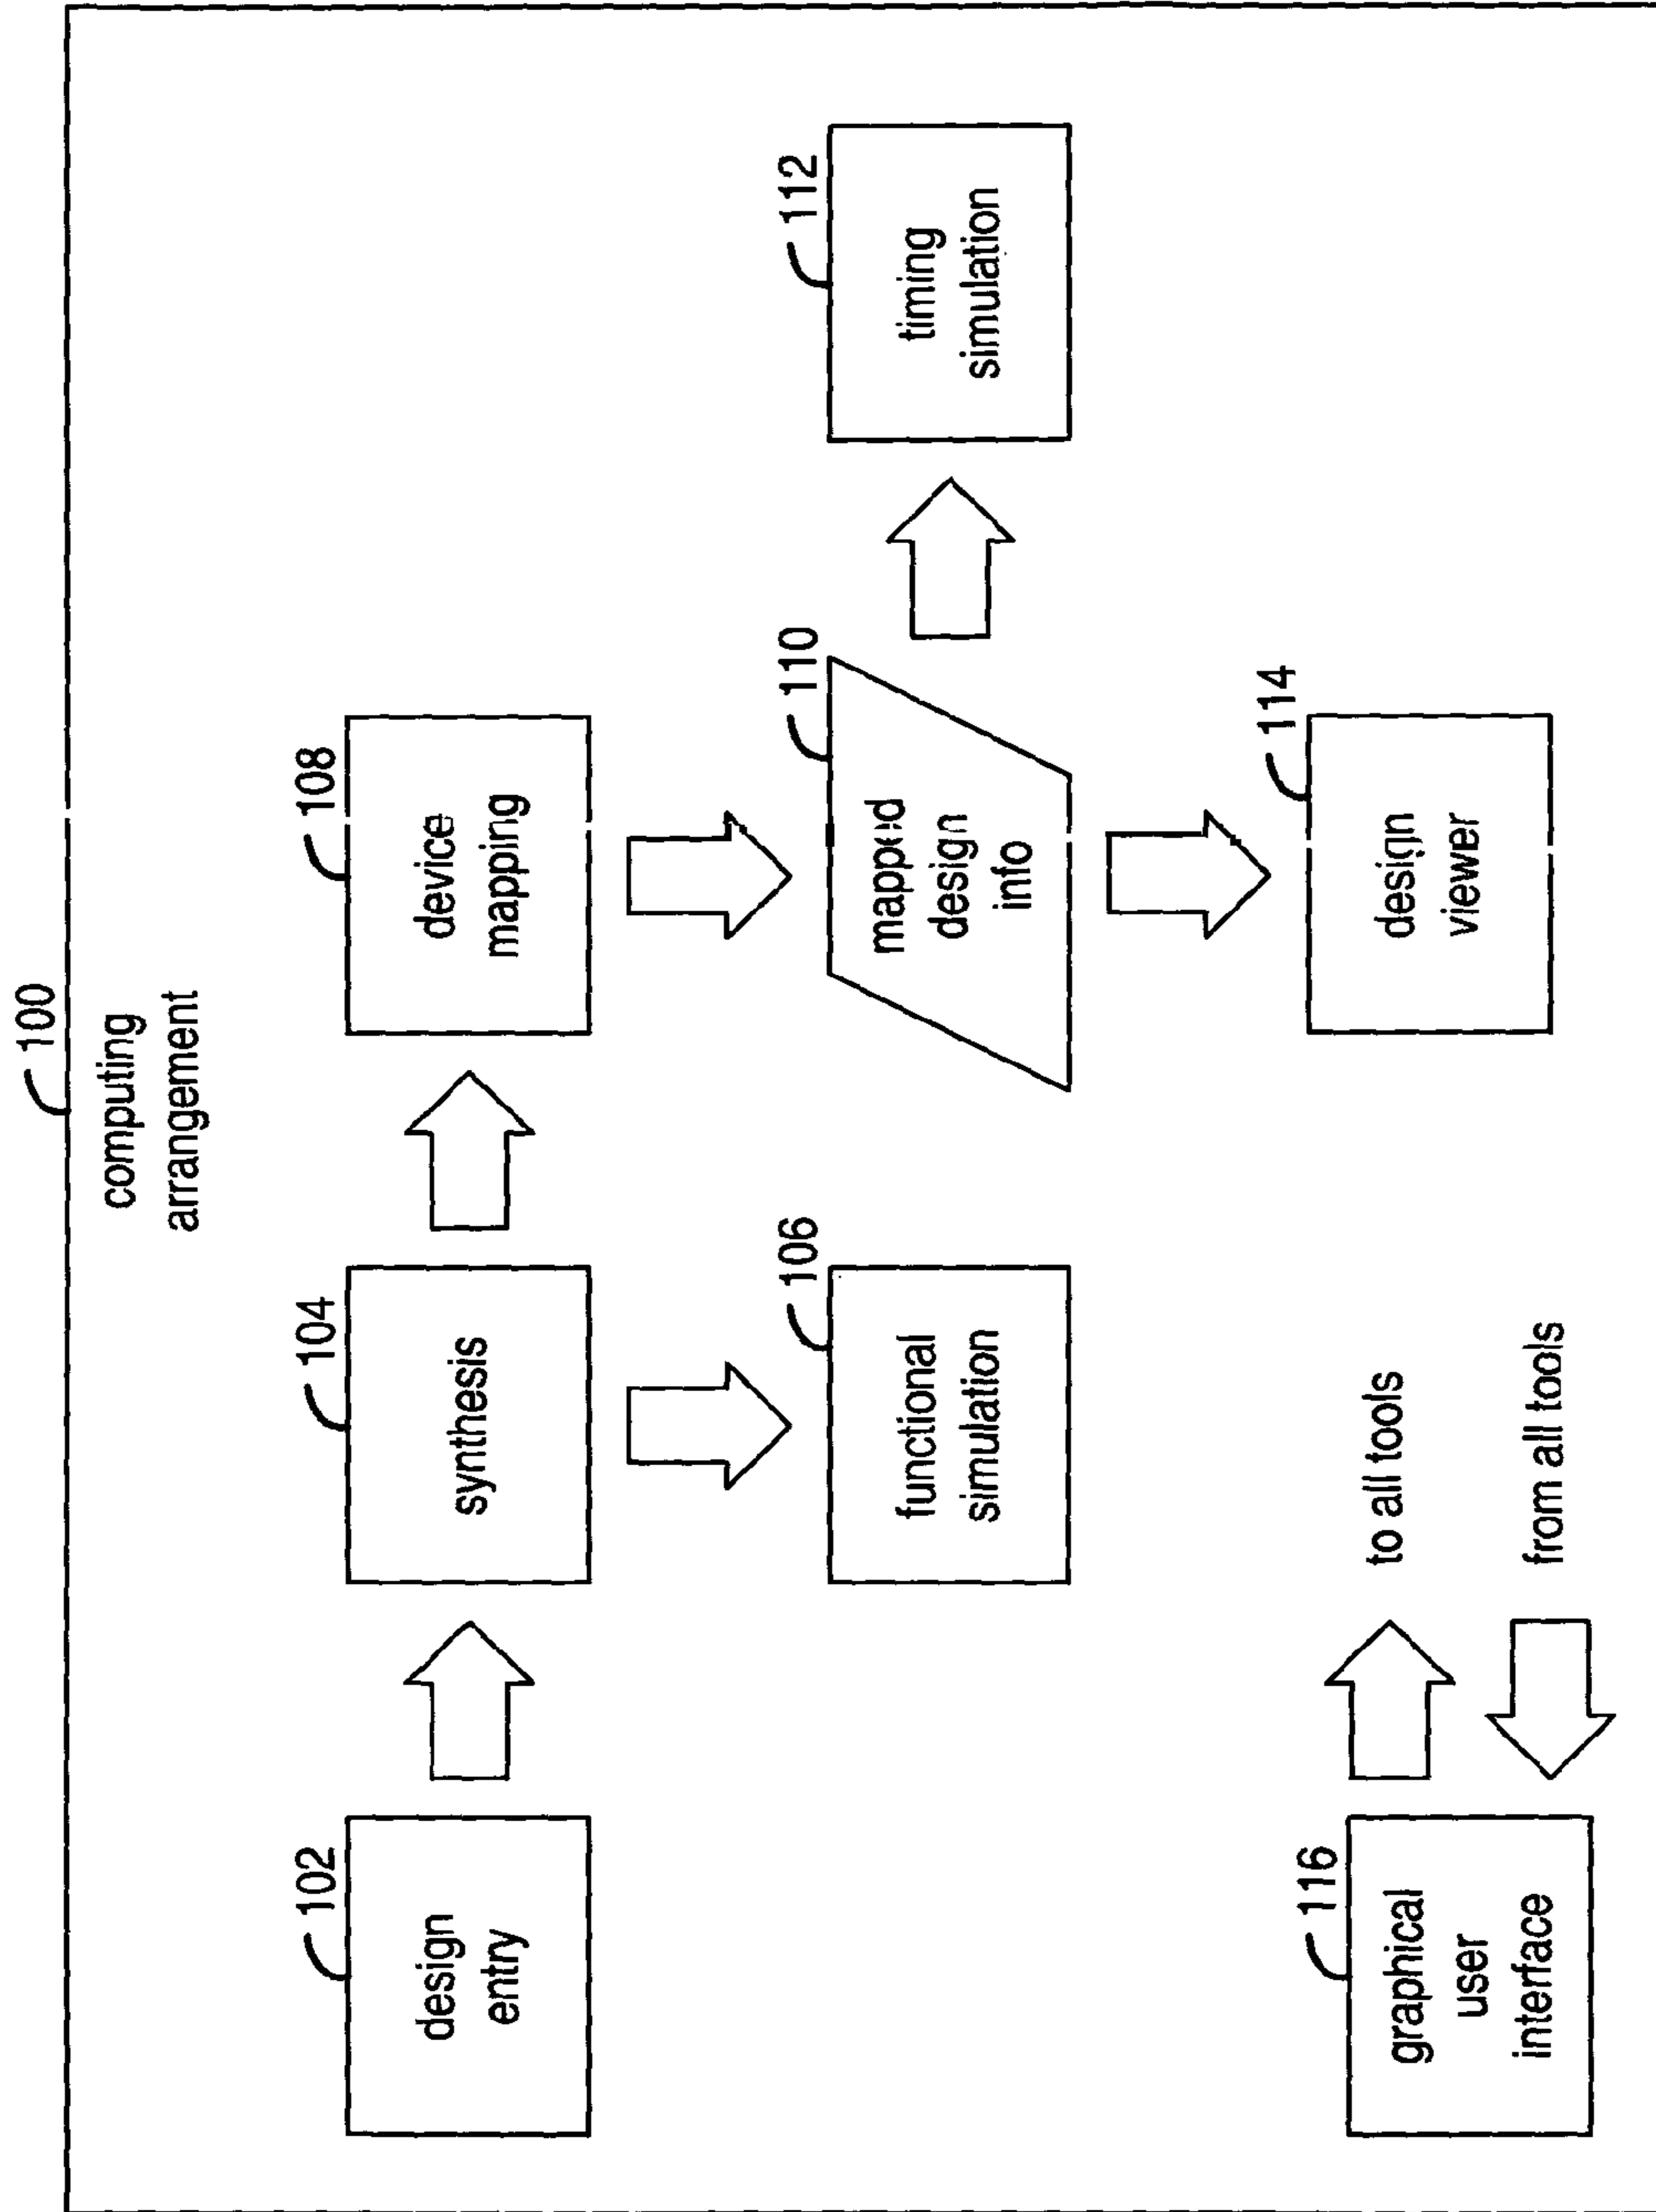 100
computing
arrangement
102
design
entry
104
synthesis
108
device
mapping
106
functional
simulation
110
mapped
design
info
112
timing
simulation
116
graphical
user
interface
to all tools
from all tools
114
design
viewer